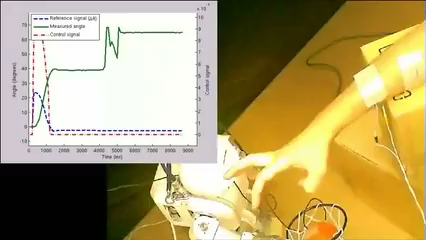 Reference signal (μA)
Measured angle
Control signal
× 10
70
60
50
40
30
20
10
0
-10
0 1000 2000 3000 4000 5000 6000 7000 8000 9000
Angle (degrees)
Time (ms)
9
8
7
6
5
4
3
2
1
0
Control signal